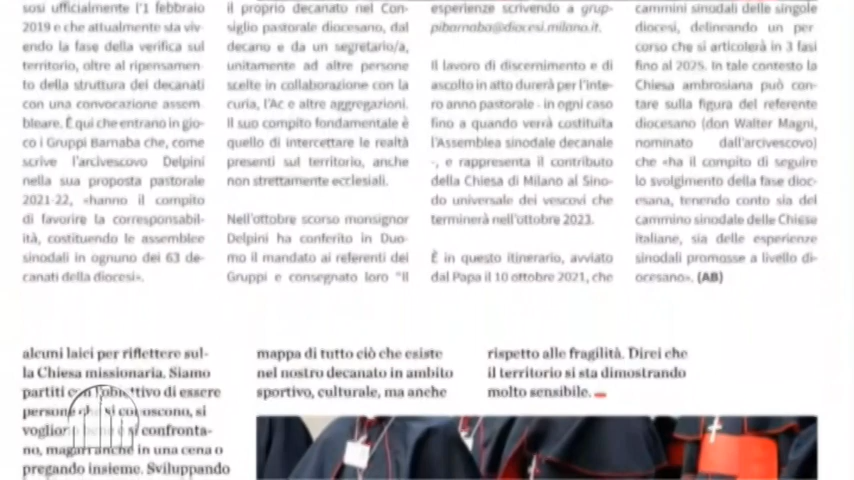 sosi ufficialmente l'1 febbraio
2019 e che attualmente sta viv-
endo la fase della verifica sul
territorio, oltre al ripensamen-
to della struttura dei decanati
con una convocazione assem-
bleare. È qui che entrano in gio-
co i Gruppi Barnaba che, come
scrive l'arcivescovo Delpini
nella sua proposta pastorale
2021-22, «hanno il compito
di favorire la corresponsabil-
ità, costituendo le assemblee
sinodali in ognuno dei 63 de-
canati della diocesi».
il proprio decanato nel Con-
siglio pastorale diocesano, dal
decano e da un segretario/a,
unitamente ad altre persone
scelte in collaborazione con la
curia, l'Ac e altre aggregazioni.
Il suo compito fondamentale è
quello di intercettare le realtà
presenti sul territorio, anche
non strettamente ecclesiali.
Nell'ottobre scorso monsignor
Delpini ha conferito in Duo-
mo il mandato ai referenti dei
Gruppi e consegnato loro "Il
esperienze scrivendo a grup-
pibarnaba@diocesi.milano.it.
Il lavoro di discernimento e di
ascolto in atto durerà per l'inte-
ro anno pastorale - in ogni caso
fino a quando verrà costituita
l'Assemblea sinodale decanale
-, e rappresenta il contributo
della Chiesa di Milano al Sino-
do universale dei vescovi che
terminerà nell'ottobre 2023.
È in questo itinerario, avviato
dal Papa il 10 ottobre 2021, che
cammini sinodali delle singole
diocesi, delineando un per-
corso che si articolerà in 3 fasi
fino al 2025. In tale contesto la
Chiesa ambrosiana può con-
tare sulla figura del referente
diocesano (don Walter Magni,
nominato dall'arcivescovo)
che «ha il compito di seguire
lo svolgimento della fase dioc-
esana, tenendo conto sia del
cammino sinodale delle Chiese
italiane, sia delle esperienze
sinodali promosse a livello di-
ocesano». (AB)
alcuni laici per riflettere sul-
la Chiesa missionaria. Siamo
partiti con l'obiettivo di essere
persone che si conoscono, si
vogliono bene e si confronta-
no, magari anche in una cena o
pregando insieme. Sviluppando
mappa di tutto ciò che esiste
nel nostro decanato in ambito
sportivo, culturale, ma anche
rispetto alle fragilità. Direi che
il territorio si sta dimostrando
molto sensibile.